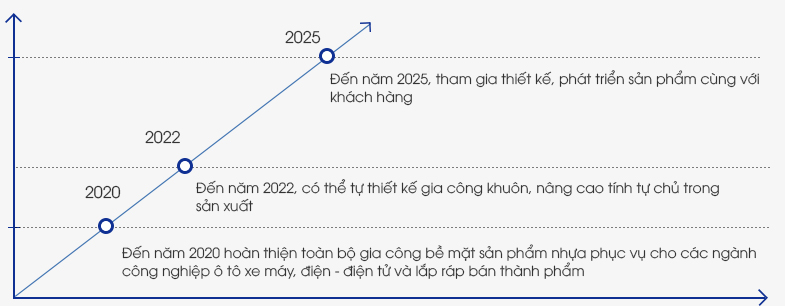 2025
Đến năm 2025, tham gia thiết kế, phát triển sản phẩm cùng với
khách hàng
2022
Đến năm 2022, có thể tự thiết kế gia công khuôn, nâng cao tính tự chủ trong
sản xuất
2020
Đến năm 2020 hoàn thiện toàn bộ gia công bề mặt sản phẩm nhựa phục vụ cho các ngành
công nghiệp ô tô xe máy, điện - điện tử và lắp ráp bán thành phẩm